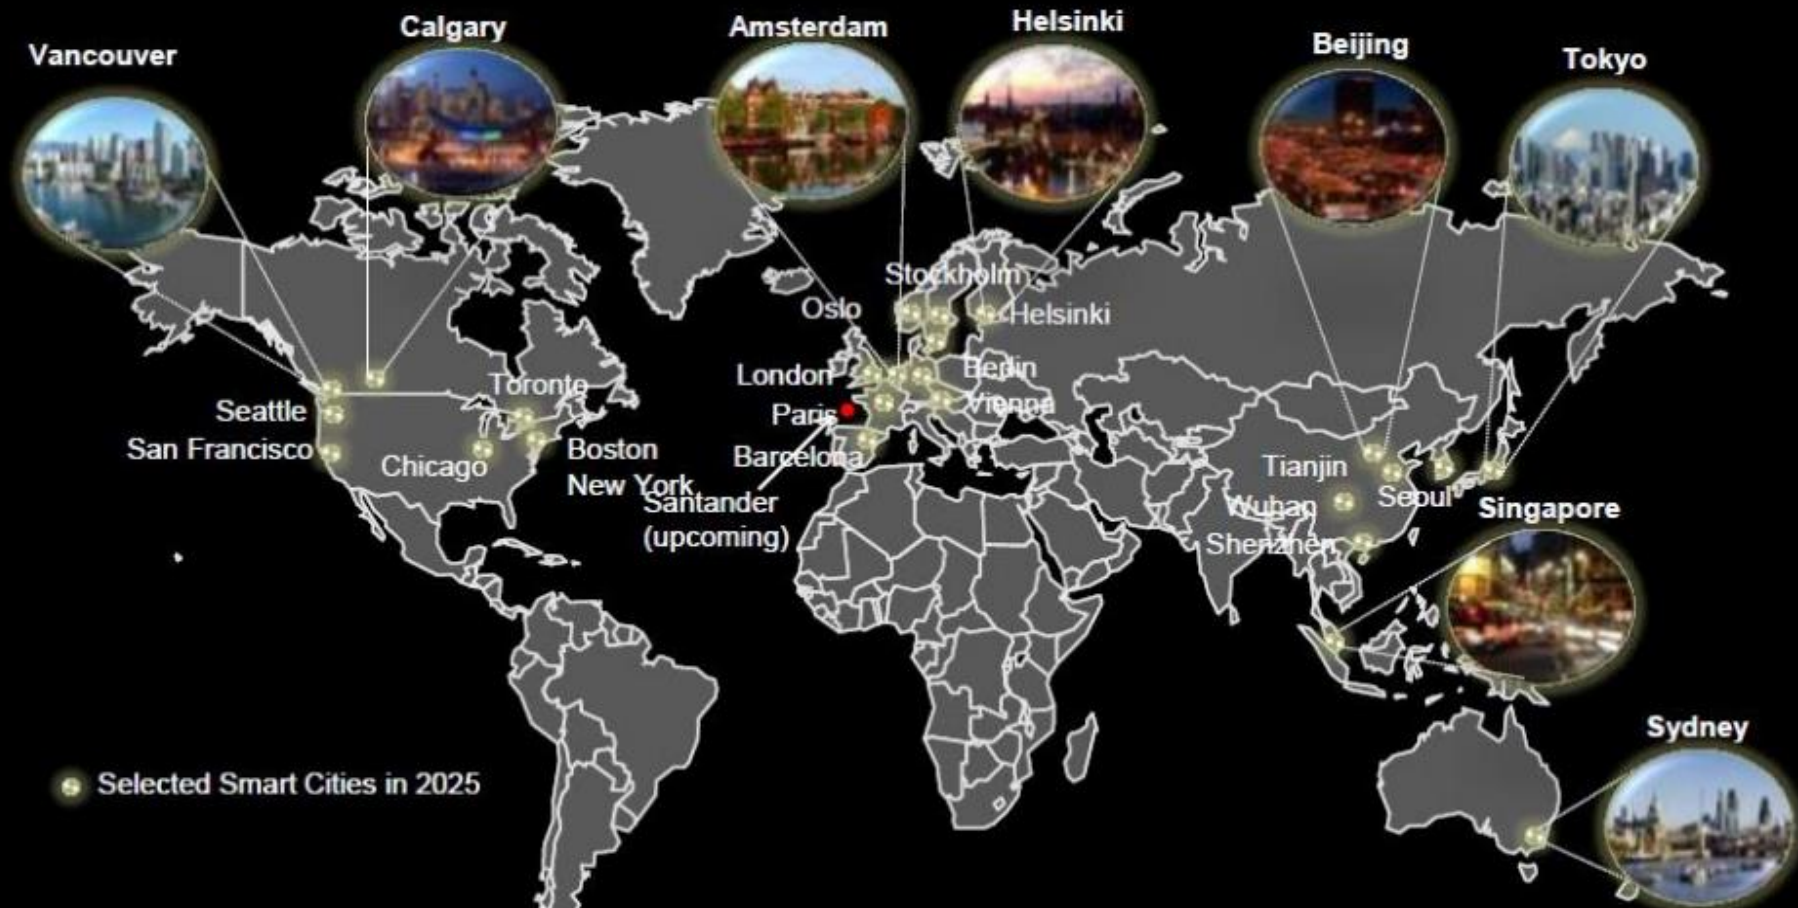 Vancouver
Calgary
Amsterdam
Helsinki
Beijing
Tokyo
Stockholm
Oslo
Helsinki
London
Berlin
Paris
Vienna
Barcelona
Santander
(upcoming)
Toronto
Seattle
San Francisco
Chicago
Boston
New York
Tianjin
Seoul
Wuhan
Shenzhen
Singapore
Sydney
Selected Smart Cities in 2025